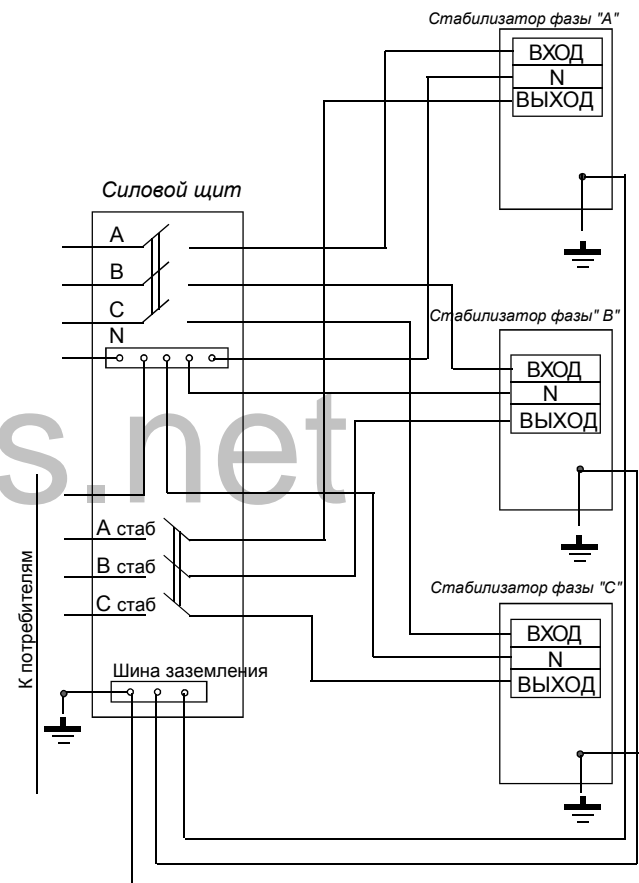 Стабилизатор фазы "А"
ВХОД
N
ВЫХОД
Силовой щит
А
В
С
N
Стабилизатор фазы" В"
ВХОД
N
ВЫХОД
s.net
А стаб
В стаб
С стаб
К потребителям
Стабилизатор фазы "С"
ВХОД
N
ВЫХОД
Шина заземления